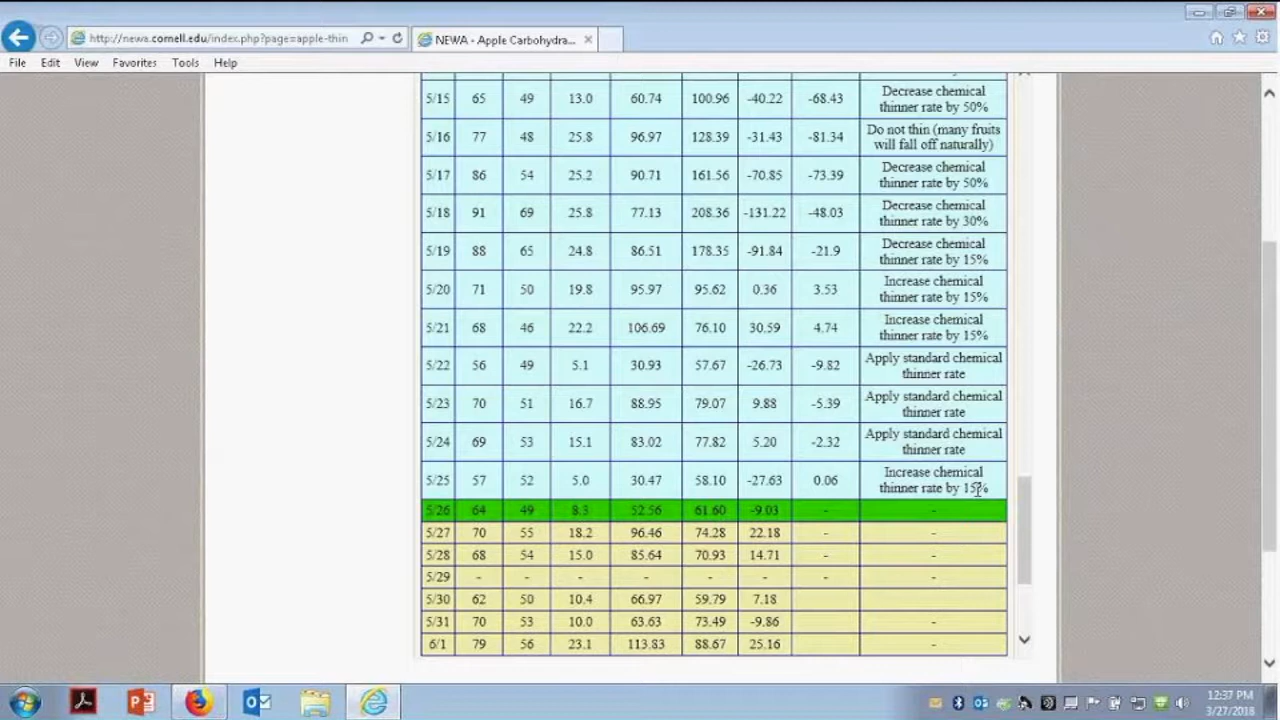 http://newa.cornell.edu/index.php?page=apple-thin
NEWA - Apple Carbohydra...
File Edit View Favorites Tools Help
5/15 65 49 13.0 60.74 100.96 -40.22 -68.43 Decrease chemical
thinner rate by 50%
5/16 77 48 25.8 96.97 128.39 -31.43 -81.34 Do not thin (many fruits
will fall off naturally)
5/17 86 54 25.2 90.71 161.56 -70.85 -73.39 Decrease chemical
thinner rate by 50%
5/18 91 69 25.8 77.13 208.36 -131.22 -48.03 Decrease chemical
thinner rate by 30%
5/19 88 65 24.8 86.51 178.35 -91.84 -21.9 Decrease chemical
thinner rate by 15%
5/20 71 50 19.8 95.97 95.62 0.36 3.53 Increase chemical
thinner rate by 15%
5/21 68 46 22.2 106.69 76.10 30.59 4.74 Increase chemical
thinner rate by 15%
5/22 56 49 5.1 30.93 57.67 -26.73 -9.82 Apply standard chemical
thinner rate
5/23 70 51 16.7 88.95 79.07 9.88 -5.39 Apply standard chemical
thinner rate
5/24 69 53 15.1 83.02 77.82 5.20 -2.32 Apply standard chemical
thinner rate
5/25 57 52 5.0 30.47 58.10 -27.63 0.06 Increase chemical
thinner rate by 15%
5/26 64 49 8.3 52.56 61.60 -9.03 - -
5/27 70 55 18.2 96.46 74.28 22.18 - -
5/28 68 54 15.0 85.64 70.93 14.71 - -
5/29 - - - - - - - -
5/30 62 50 10.4 66.97 59.79 7.18 -
5/31 70 53 10.0 63.63 73.49 -9.86 -
6/1 79 56 23.1 113.83 88.67 25.16 -
12:37 PM
3/27/2018